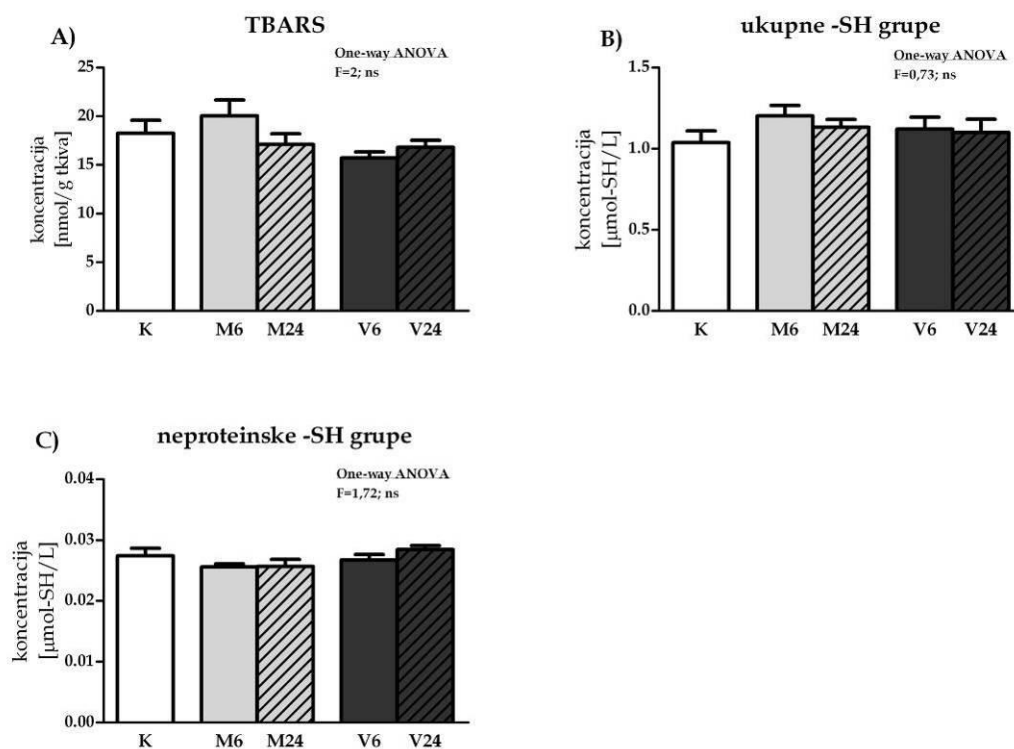 A)
TBARS
One-way ANOVA
F=2; ns
koncentracija
[nmol/g tkiva]
25
20
15
10
5
0
K
M6
M24
V6
V24
B)
ukupne -SH grupe
One-way ANOVA
F=0,73; ns
koncentracija
[μmol-SH/L]
1.5
1.0
0.5
0.0
K
M6
M24
V6
V24
C)
neproteinske -SH grupe
One-way ANOVA
F=1,72; ns
koncentracija
[μmol-SH/L]
0.04
0.03
0.02
0.01
0.00
K
M6
M24
V6
V24